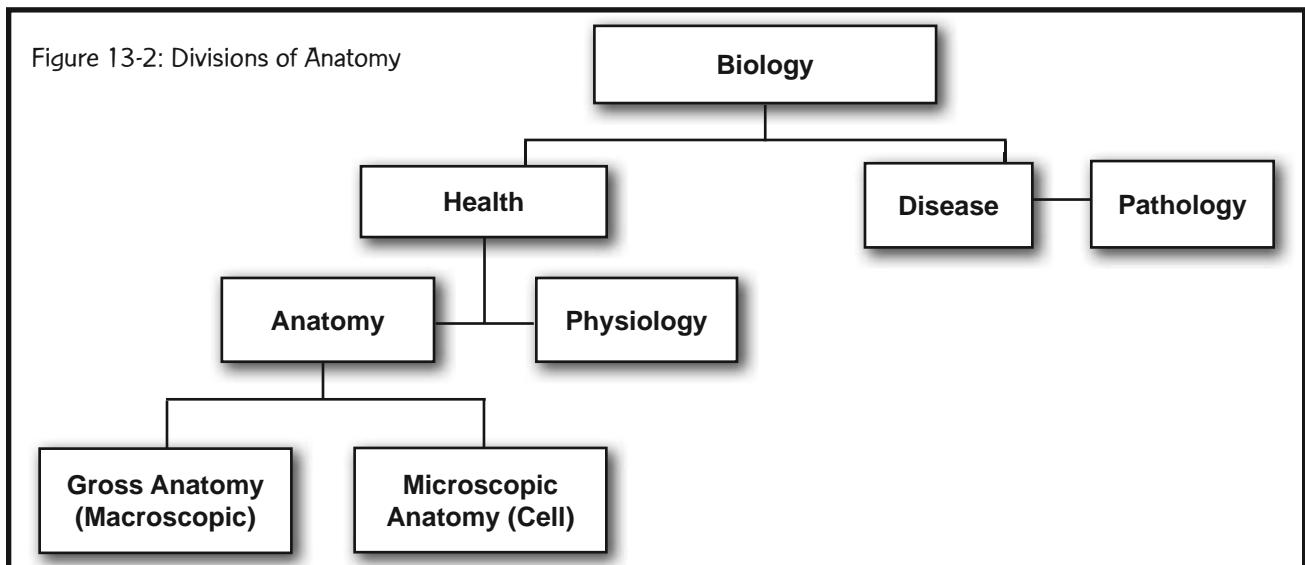 Figure 13-2: Divisions of Anatomy
Biology
Health
Disease
Pathology
Anatomy
Physiology
Gross Anatomy
(Macroscopic)
Microscopic
Anatomy (Cell)